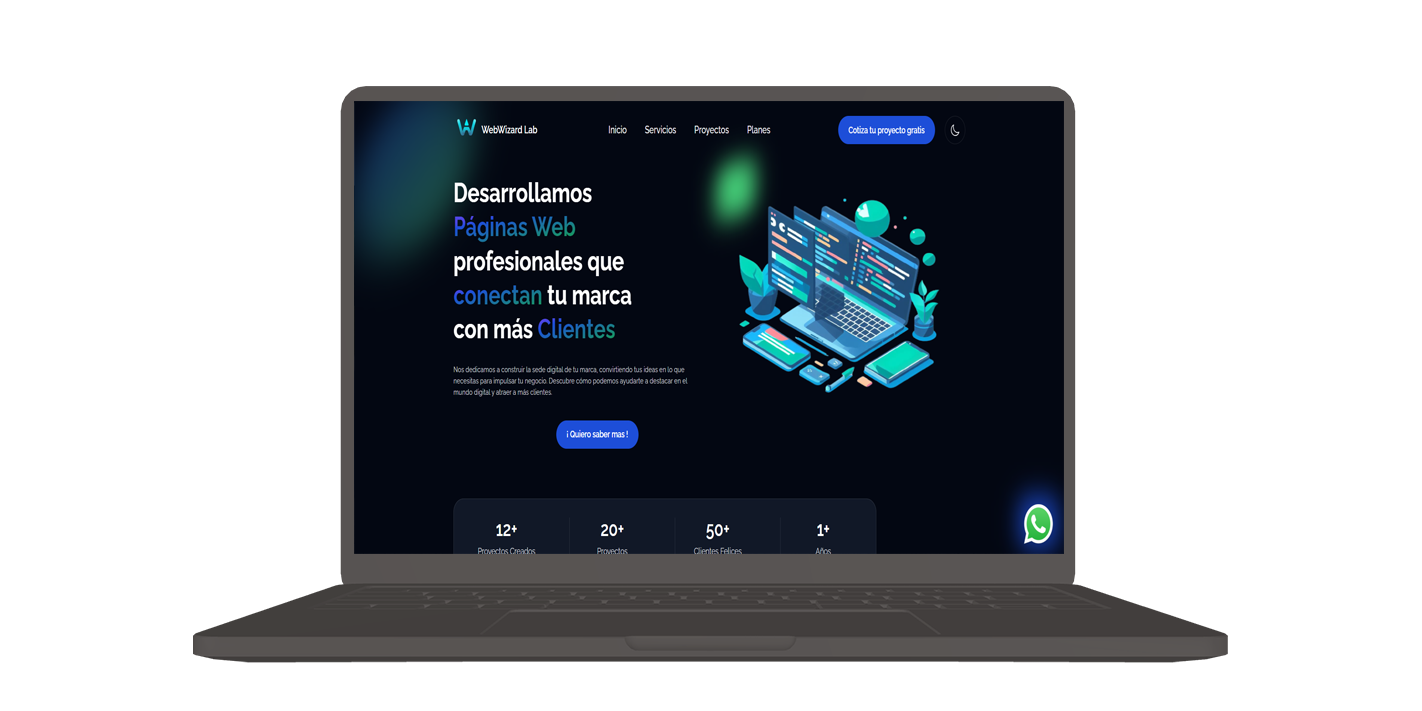 WebWizard Lab
Inicio
Servicios
Proyectos
Planes
Cotiza tu proyecto gratis
Desarrollamos
Páginas Web
profesionales que
conectan tu marca
con más Clientes
Nos dedicamos a construir la sede digital de tu marca, convirtiendo tus ideas en lo que
necesitas para impulsar tu negocio. Descubre cómo podemos ayudarte a destacar en el
mundo digital y atraer a más clientes.
¡ Quiero saber mas !
12+
20+
50+
1+
Proyectos Creados
Proyectos
Clientes Felices
Años